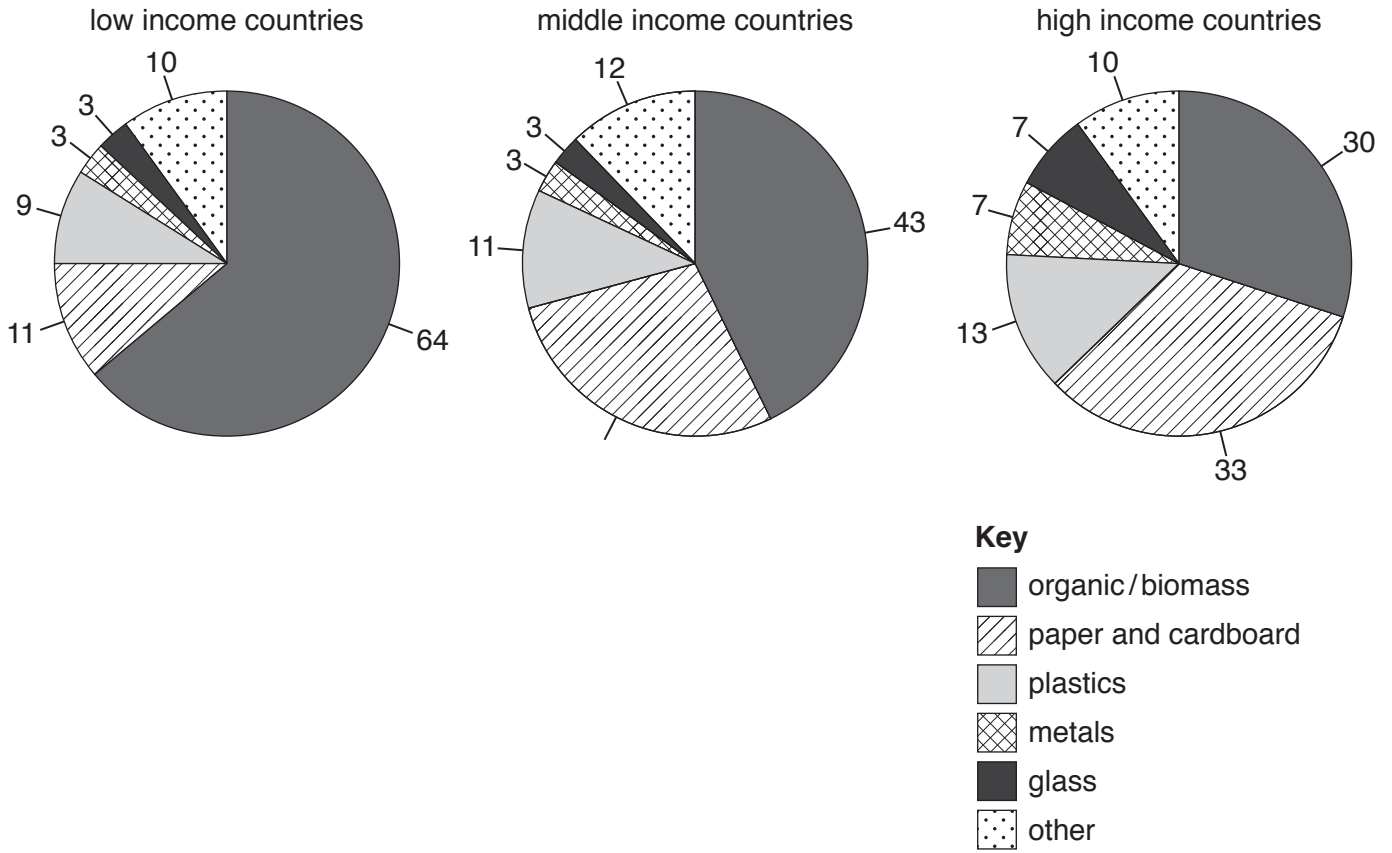 low income countries
10
3
3
9
11
64
middle income countries
12
3
3
11
43
high income countries
10
7
7
13
30
33
Key
organic / biomass
paper and cardboard
plastics
metals
glass
other